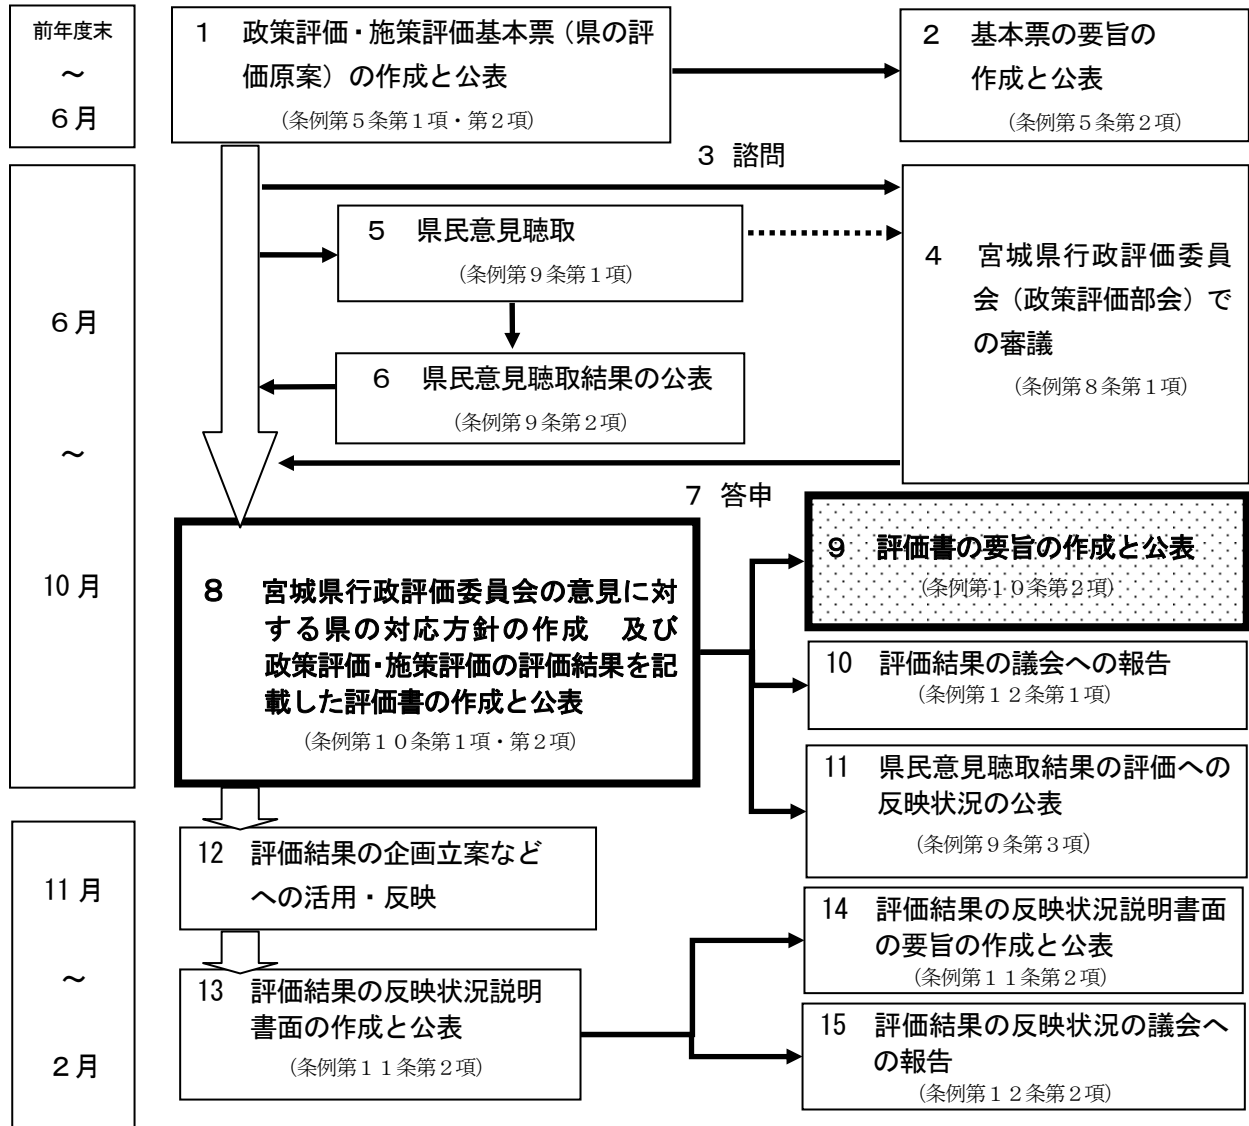 前年度末
～
６月
１　政策評価・施策評価基本票（県の評
価原案）の作成と公表
（条例第５条第１項・第２項）
２　基本票の要旨の
作成と公表
（条例第５条第２項）
３ 諮問
６月
～
10 月
５　県民意見聴取
（条例第９条第１項）
４　宮城県行政評価委員
会（政策評価部会）で
の審議
（条例第８条第１項）
６　県民意見聴取結果の公表
（条例第９条第２項）
７ 答申
８　宮城県行政評価委員会の意見に対
する県の対応方針の作成　及び
政策評価・施策評価の評価結果を記
載した評価書の作成と公表
（条例第１０条第１項・第２項）
９　評価書の要旨の作成と公表
（条例第１０条第２項）
10　評価結果の議会への報告
（条例第１２条第１項）
11　県民意見聴取結果の評価への
反映状況の公表
（条例第９条第３項）
11 月
～
２月
12　評価結果の企画立案など
への活用・反映
13　評価結果の反映状況説明
書面の作成と公表
（条例第１１条第２項）
14　評価結果の反映状況説明書面
の要旨の作成と公表
（条例第１１条第２項）
15　評価結果の反映状況の議会へ
の報告
（条例第１２条第２項）